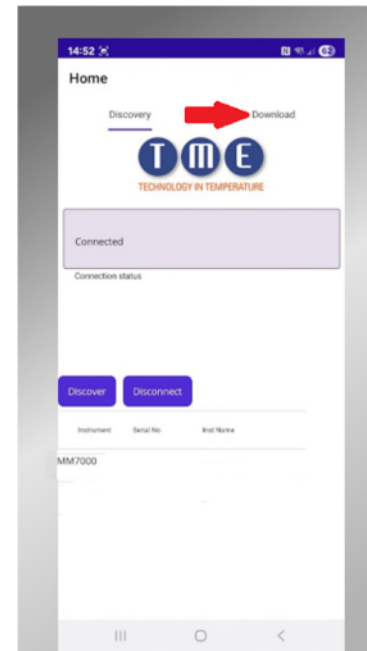 14:52
Home
Discovery Download
TME
TECHNOLOGY IN TEMPERATURE
Connected
Connection status
Discover Disconnect
Instrument Serial No Inst Name
MM7000